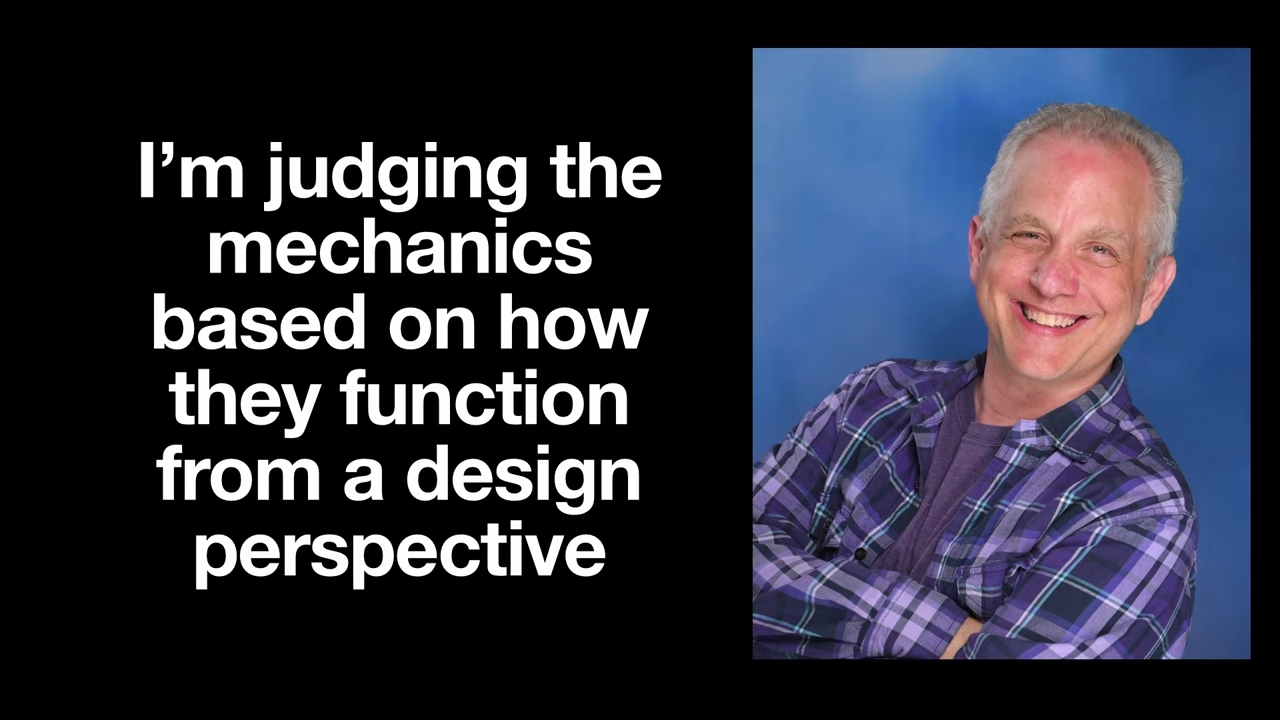 I’m judging the
mechanics
based on how
they function
from a design
perspective